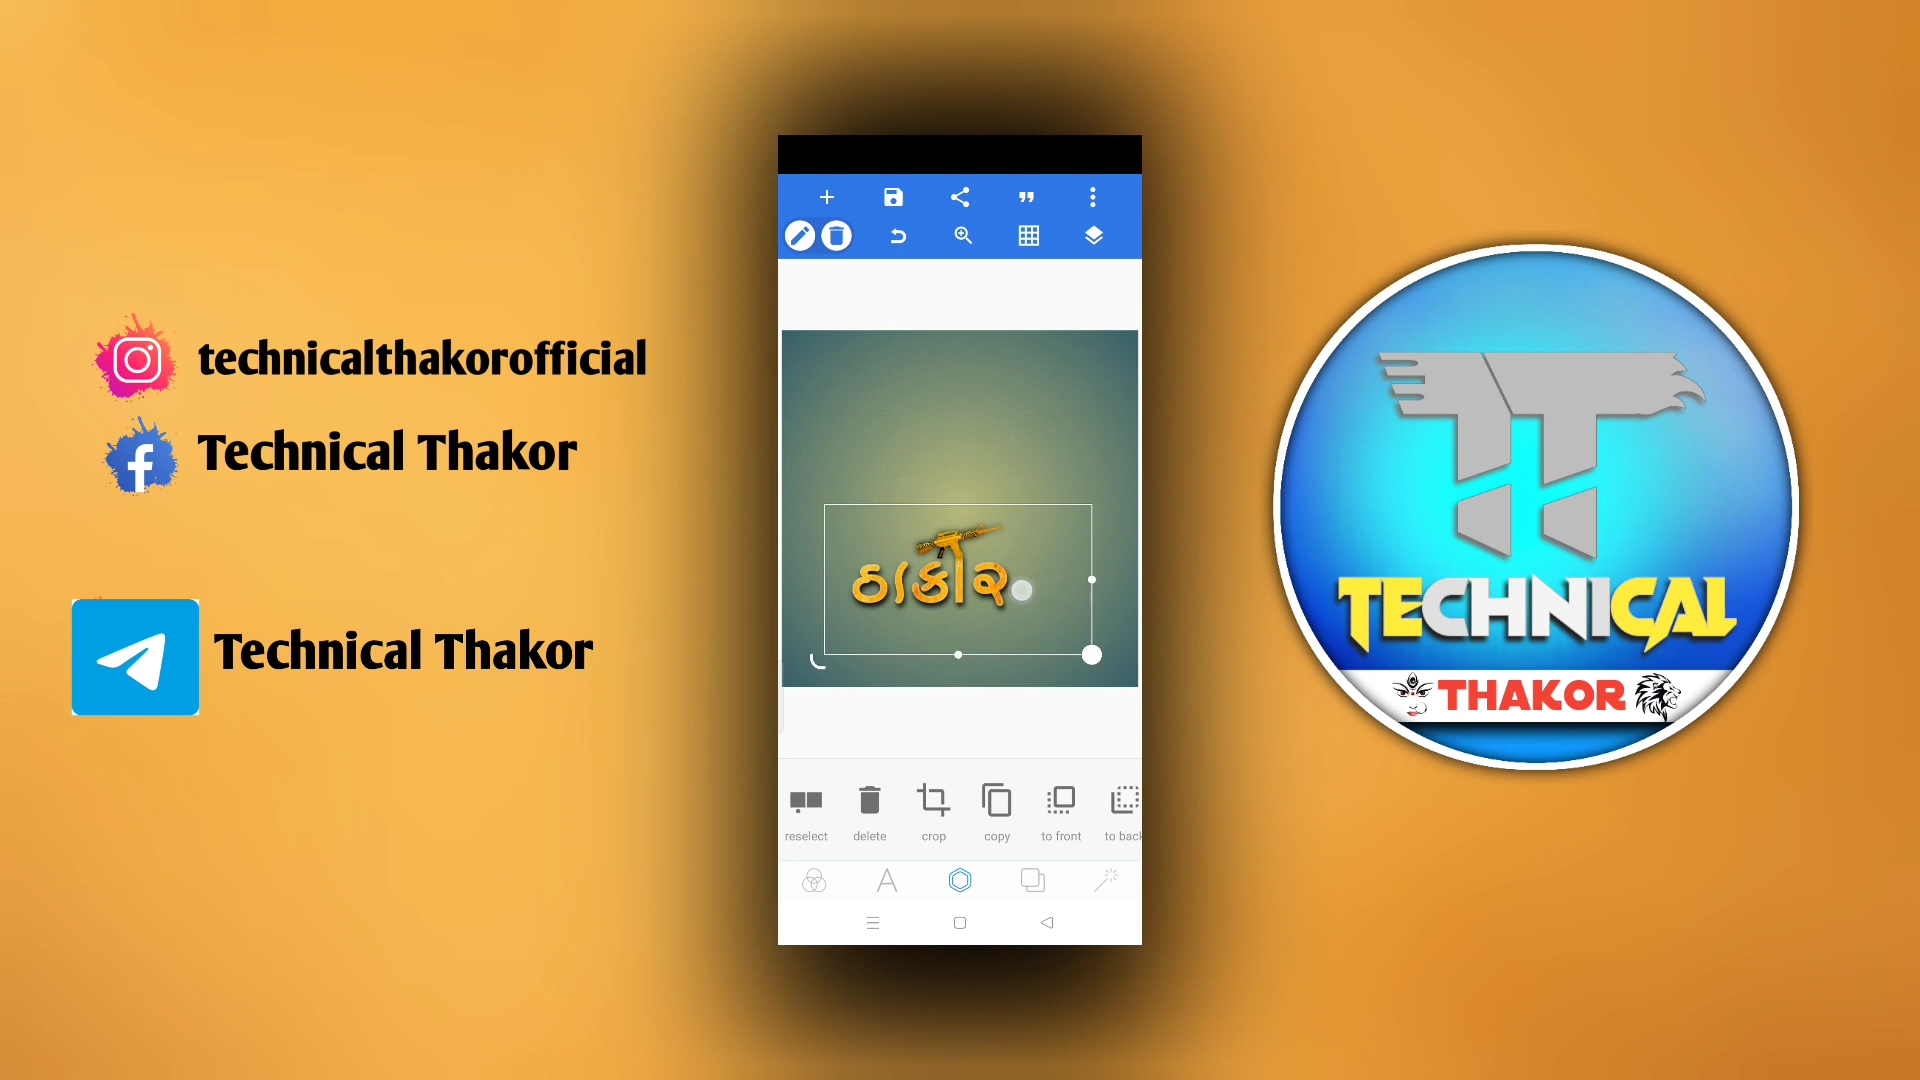 technicalthakorofficial
Technical Thakor
Technical Thakor
ઠાકોર
reselect
delete
crop
copy
to front
to back
TECHNICAL
THAKOR